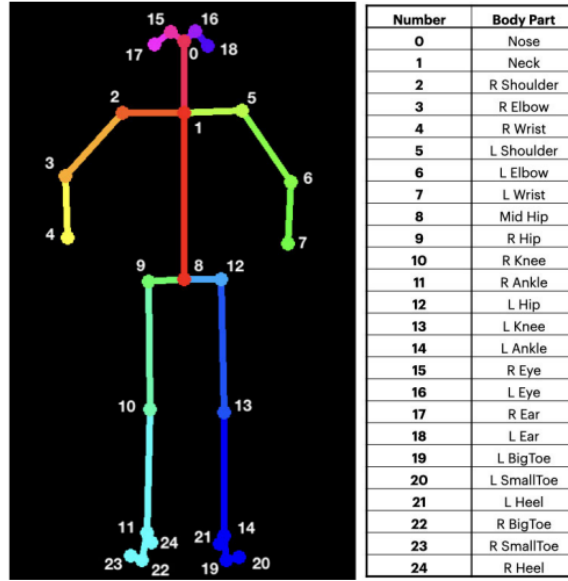 15
16
17
0
18
2
5
1
3
6
4
7
9
8
12
10
13
11
14
24
21
23
22
19
20
Number Body Part
0 Nose
1 Neck
2 R Shoulder
3 R Elbow
4 R Wrist
5 L Shoulder
6 L Elbow
7 L Wrist
8 Mid Hip
9 R Hip
10 R Knee
11 R Ankle
12 L Hip
13 L Knee
14 L Ankle
15 R Eye
16 L Eye
17 R Ear
18 L Ear
19 L BigToe
20 L SmallToe
21 L Heel
22 R BigToe
23 R SmallToe
24 R Heel